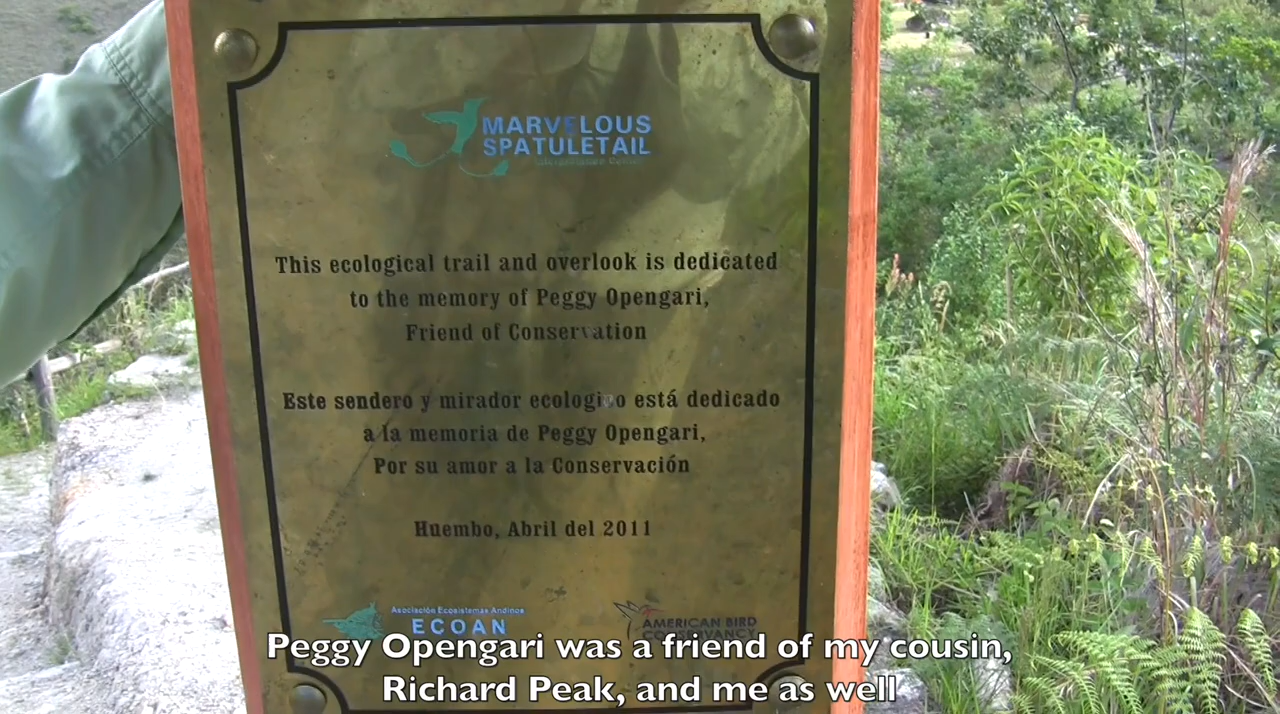 MARVELOUS
SPATULETAIL
Interpretation Center
This ecological trail and overlook is dedicated
to the memory of Peggy Opengari,
Friend of Conservation
Este sendero y mirador ecologico está dedicado
a la memoria de Peggy Opengari,
Por su amor a la Conservación
Huembo, Abril del 2011
Asociación Ecosistemas Andinos
ECOAN
AMERICAN BIRD
CONSERVANCY
Peggy Opengari was a friend of my cousin,
Richard Peak, and me as well